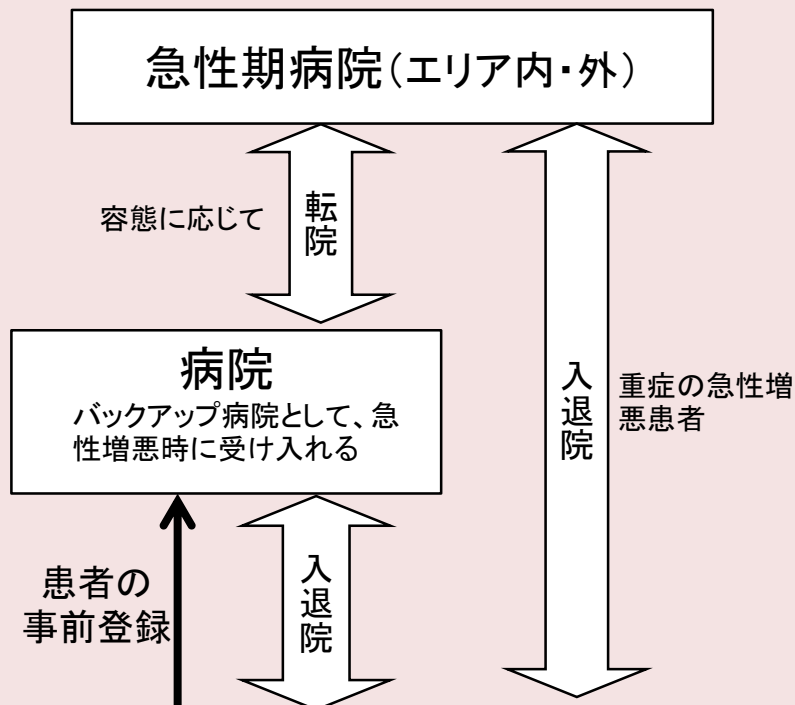 急性期病院(エリア内・外)
容態に応じて
転院
病院
バックアップ病院として、急
性増悪時に受け入れる
入退院
重症の急性増
悪患者
患者の
事前登録
入退院